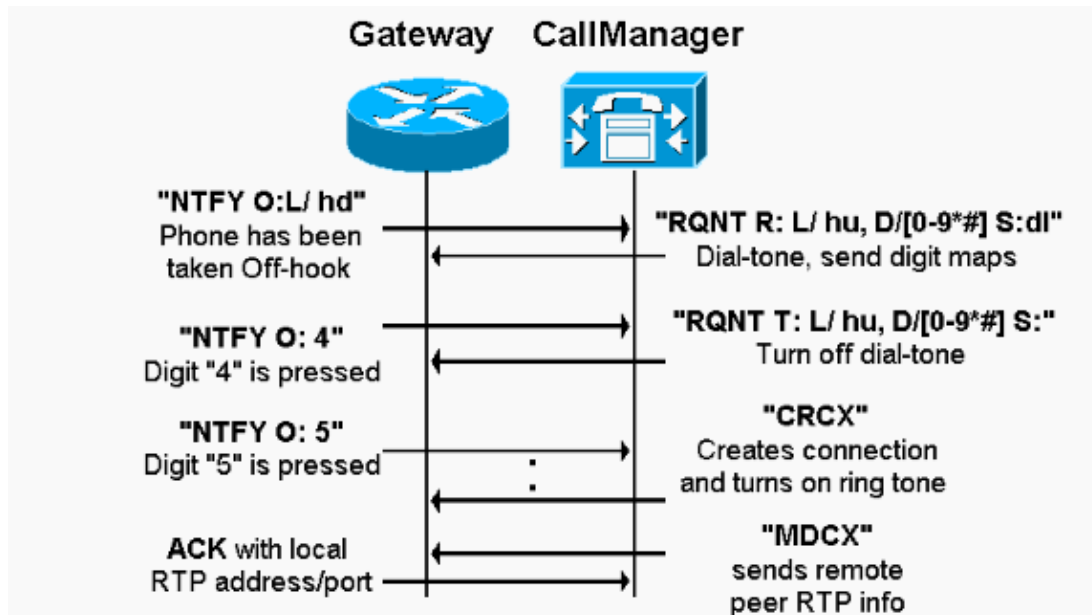 Gateway CallManager
"NTFY O:L/ hd"
Phone has been
taken Off-hook
"RQNT R: L/ hu, D/[0-9*#] S:dl"
Dial-tone, send digit maps
"NTFY O: 4"
Digit "4" is pressed
"RQNT T: L/ hu, D/[0-9*#] S:"
Turn off dial-tone
"NTFY O: 5"
Digit "5" is pressed
:
"CRCX"
Creates connection
and turns on ring tone
ACK with local
RTP address/port
"MDCX"
sends remote
peer RTP info